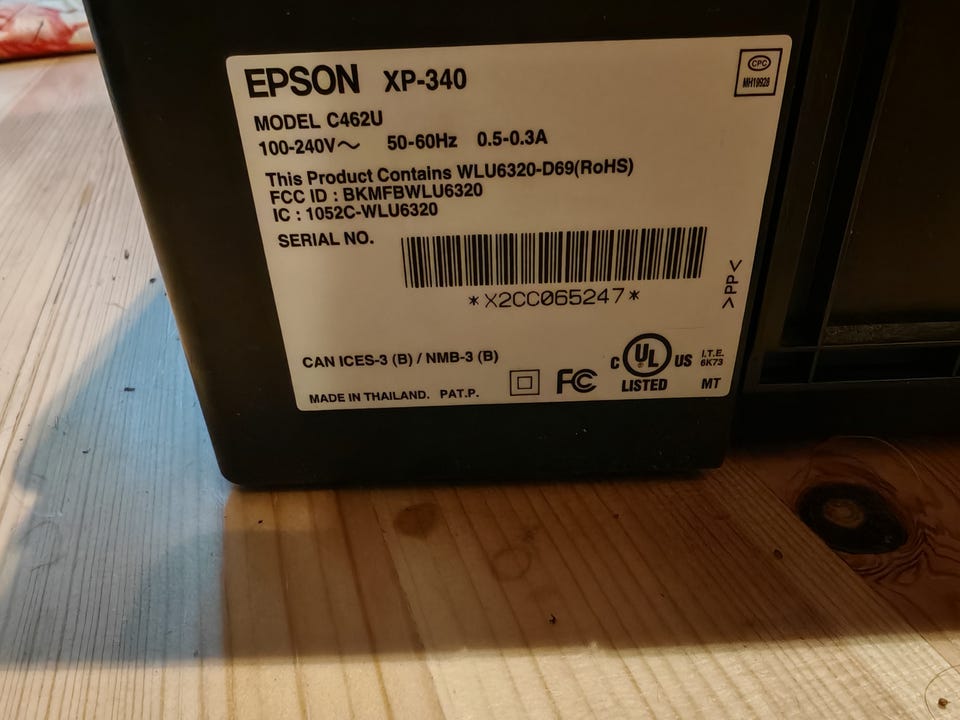 EPSON XP-340
CPC
MH19928
MODEL C462U
100-240V～ 50-60Hz 0.5-0.3A
This Product Contains WLU6320-D69(RoHS)
FCC ID : BKMFBWLU6320
IC : 1052C-WLU6320
SERIAL NO.
*X2CC065247*
>PP<
CAN ICES-3 (B) / NMB-3 (B)
MADE IN THAILAND. PAT.P.
FC
C UL® US
LISTED
I.T.E.
6K73
MT